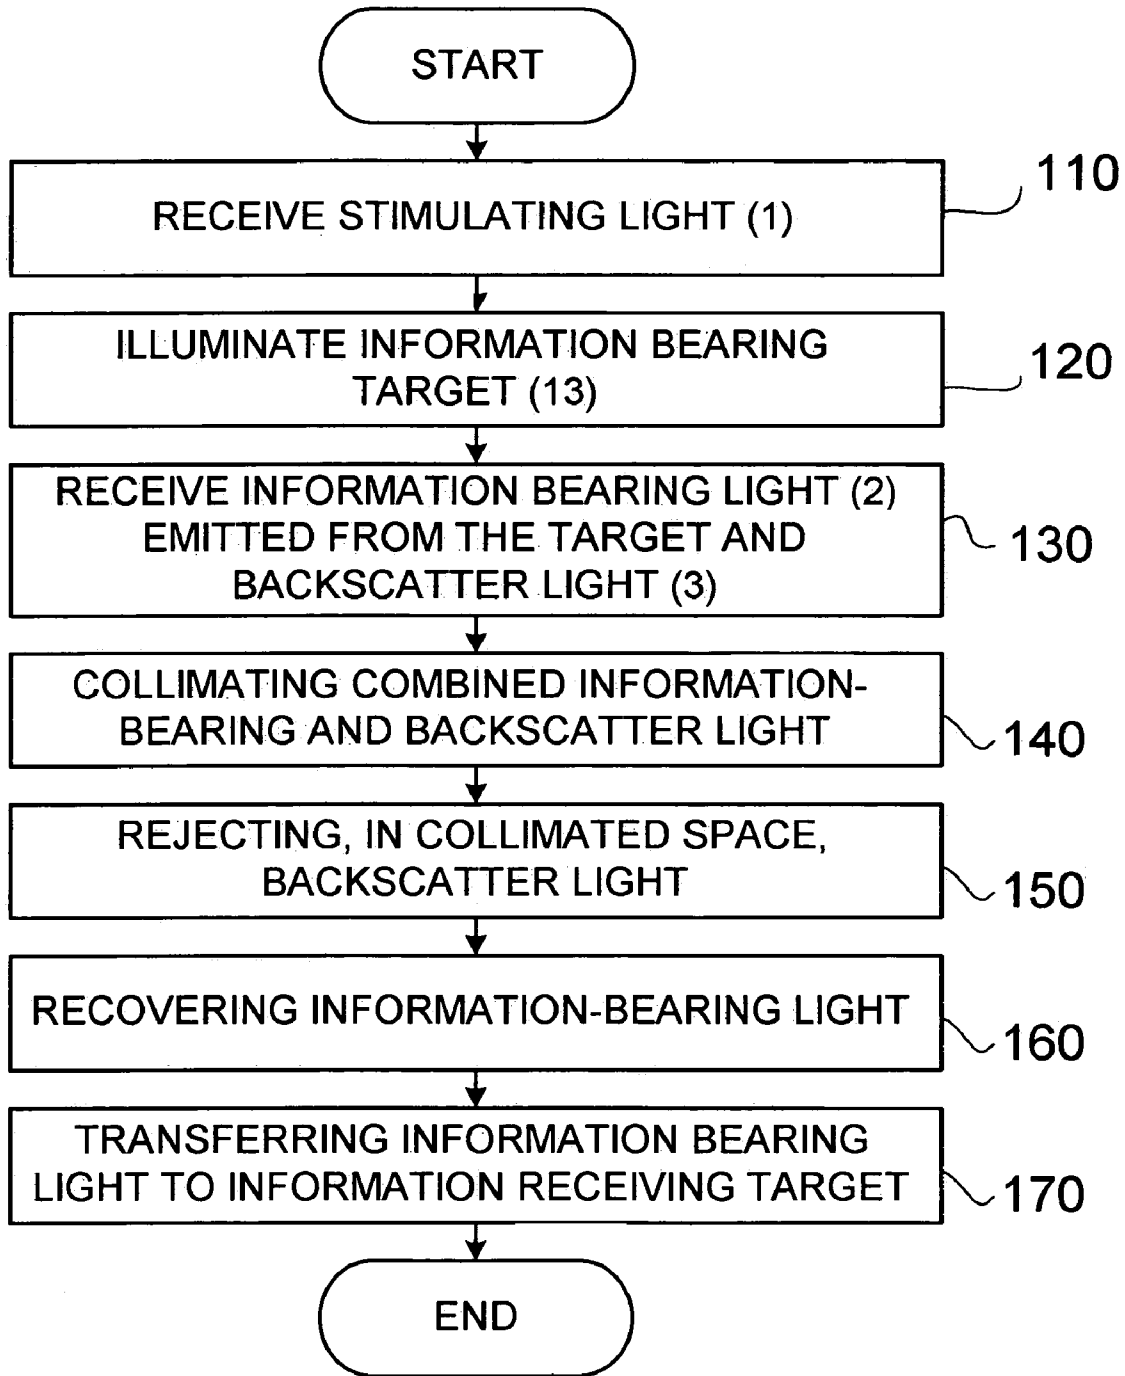 START
RECEIVE STIMULATING LIGHT (1)
110
ILLUMINATE INFORMATION BEARING
TARGET (13)
120
RECEIVE INFORMATION BEARING LIGHT (2)
EMITTED FROM THE TARGET AND
BACKSCATTER LIGHT (3)
130
COLLIMATING COMBINED INFORMATION-
BEARING AND BACKSCATTER LIGHT
140
REJECTING, IN COLLIMATED SPACE,
BACKSCATTER LIGHT
150
RECOVERING INFORMATION-BEARING LIGHT
160
TRANSFERRING INFORMATION BEARING
LIGHT TO INFORMATION RECEIVING TARGET
170
END